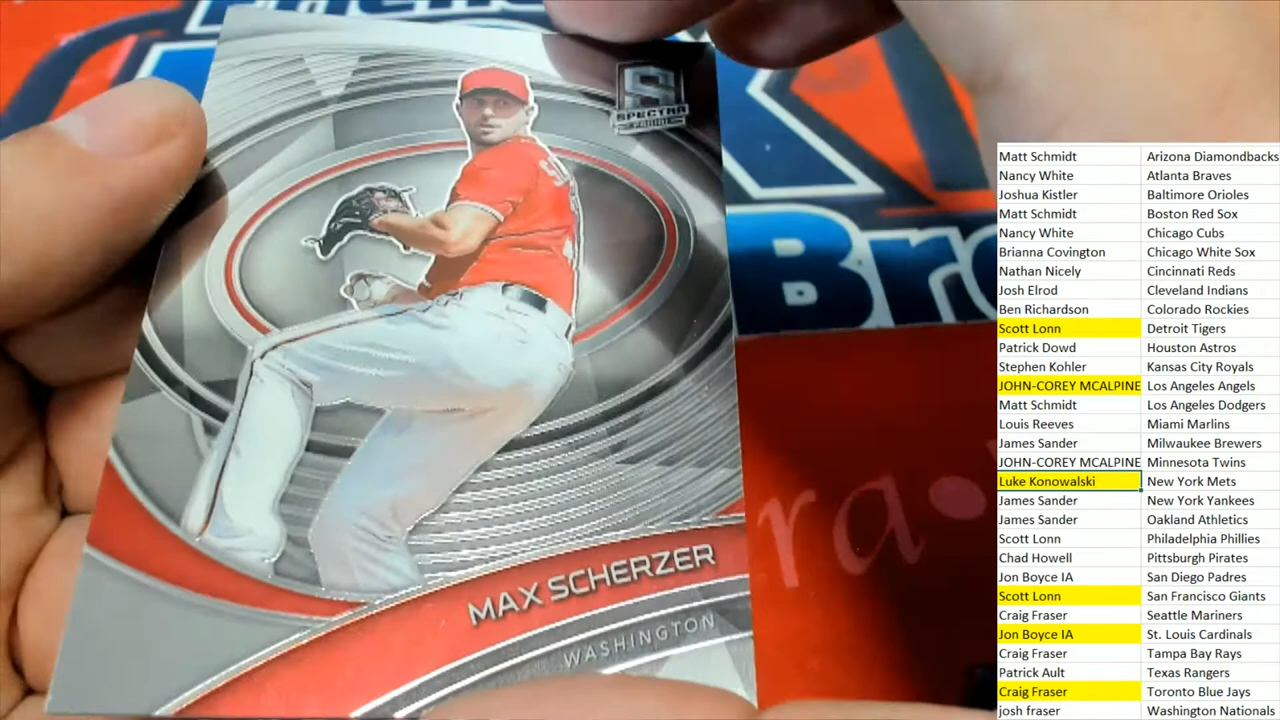 SPECTRA
PANINI
MAX SCHERZER
WASHINGTON
Bro
ra
Matt Schmidt Arizona Diamondbacks
Nancy White Atlanta Braves
Joshua Kistler Baltimore Orioles
Matt Schmidt Boston Red Sox
Nancy White Chicago Cubs
Brianna Covington Chicago White Sox
Nathan Nicely Cincinnati Reds
Josh Elrod Cleveland Indians
Ben Richardson Colorado Rockies
Scott Lonn Detroit Tigers
Patrick Dowd Houston Astros
Stephen Kohler Kansas City Royals
JOHN-COREY MCALPINE Los Angeles Angels
Matt Schmidt Los Angeles Dodgers
Louis Reeves Miami Marlins
James Sander Milwaukee Brewers
JOHN-COREY MCALPINE Minnesota Twins
Luke Konowalski New York Mets
James Sander New York Yankees
James Sander Oakland Athletics
Scott Lonn Philadelphia Phillies
Chad Howell Pittsburgh Pirates
Jon Boyce IA San Diego Padres
Scott Lonn San Francisco Giants
Craig Fraser Seattle Mariners
Jon Boyce IA St. Louis Cardinals
Craig Fraser Tampa Bay Rays
Patrick Ault Texas Rangers
Craig Fraser Toronto Blue Jays
josh fraser Washington Nationals